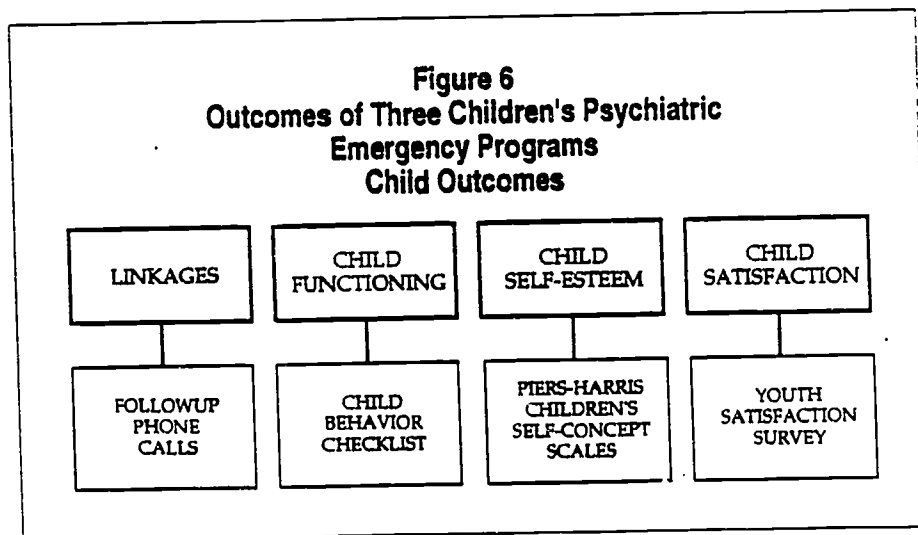 Figure 6
Outcomes of Three Children's Psychiatric
Emergency Programs
Child Outcomes
LINKAGES
CHILD
FUNCTIONING
CHILD
SELF-ESTEEM
CHILD
SATISFACTION
FOLLOWUP
PHONE
CALLS
CHILD
BEHAVIOR
CHECKLIST
PIERS-HARRIS
CHILDREN'S
SELF-CONCEPT
SCALES
YOUTH
SATISFACTION
SURVEY